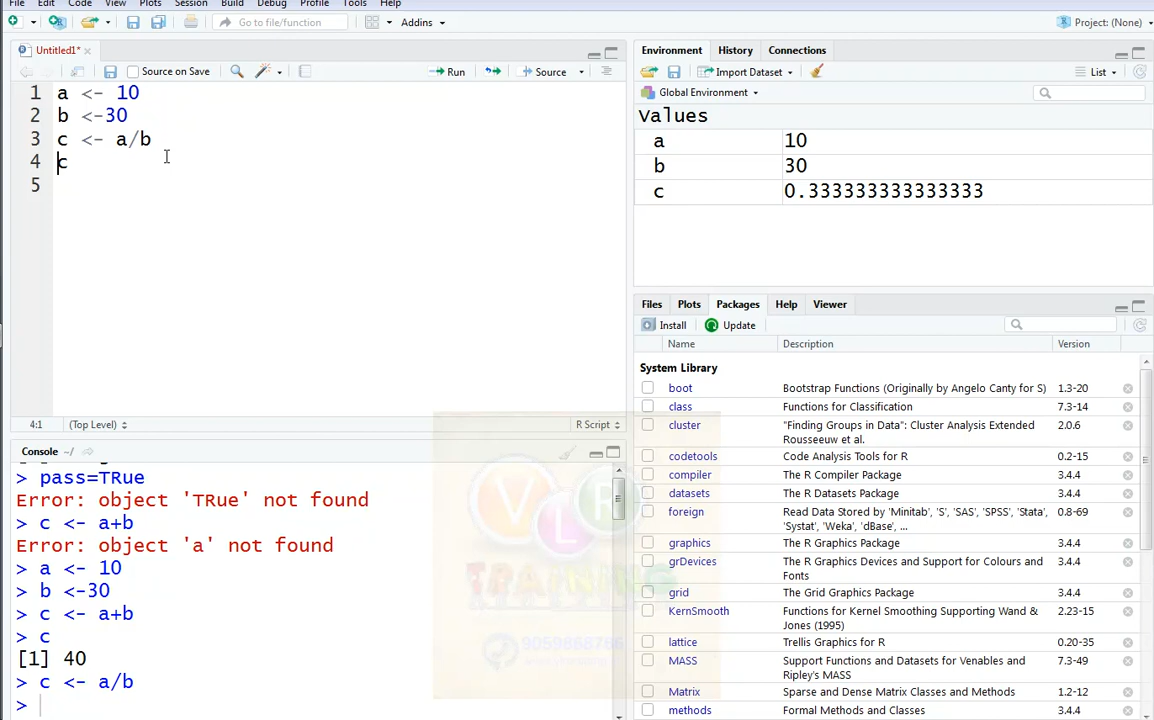 File Edit Code View Plots Session Build Debug Profile Tools Help
Go to file/function Addins Project: (None)
Untitled1*
Source on Save Run Source
1 a <- 10
2 b <-30
3 c <- a/b
4 c
5
4:1 (Top Level) R Script
Console ~/
> pass=TRue
Error: object 'TRue' not found
> c <- a+b
Error: object 'a' not found
> a <- 10
> b <-30
> c <- a+b
> c
[1] 40
> c <- a/b
>
Environment History Connections
Import Dataset List
Global Environment
Values
a 10
b 30
c 0.333333333333333
Files Plots Packages Help Viewer
Install Update
Name Description Version
System Library
boot Bootstrap Functions (Originally by Angelo Canty for S) 1.3-20
class Functions for Classification 7.3-14
cluster "Finding Groups in Data": Cluster Analysis Extended 2.0.6
Rousseeuw et al.
codetools Code Analysis Tools for R 0.2-15
compiler The R Compiler Package 3.4.4
datasets The R Datasets Package 3.4.4
foreign Read Data Stored by 'Minitab', 'S', 'SAS', 'SPSS', 'Stata', 0.8-69
'Systat', 'Weka', 'dBase', ...
graphics The R Graphics Package 3.4.4
grDevices The R Graphics Devices and Support for Colours and 3.4.4
Fonts
grid The Grid Graphics Package 3.4.4
KernSmooth Functions for Kernel Smoothing Supporting Wand & 2.23-15
Jones (1995)
lattice Trellis Graphics for R 0.20-35
MASS Support Functions and Datasets for Venables and 7.3-49
Ripley's MASS
Matrix Sparse and Dense Matrix Classes and Methods 1.2-12
methods Formal Methods and Classes 3.4.4
VLR
TRAINING